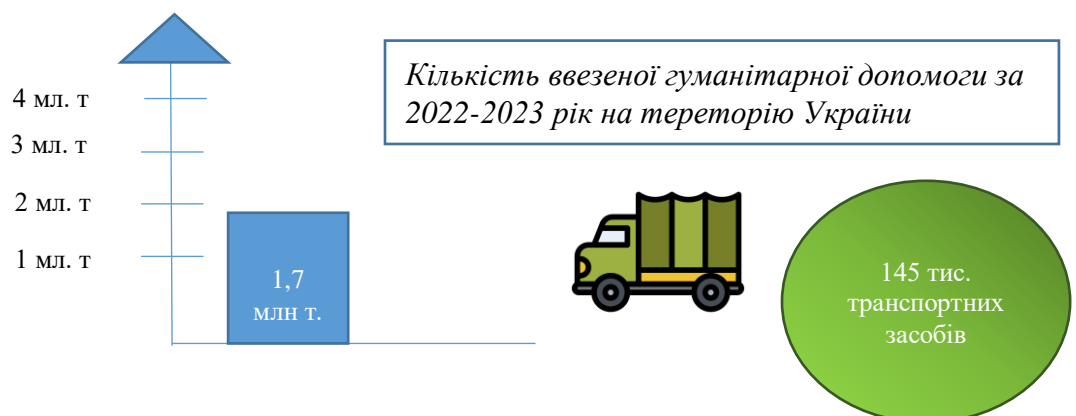 Кількість ввезеної гуманітарної допомоги за
2022-2023 рік на тереторію України
4 мл. т
3 мл. т
2 мл. т
1 мл. т
1,7
млн т.
145 тис.
транспортних
засобів